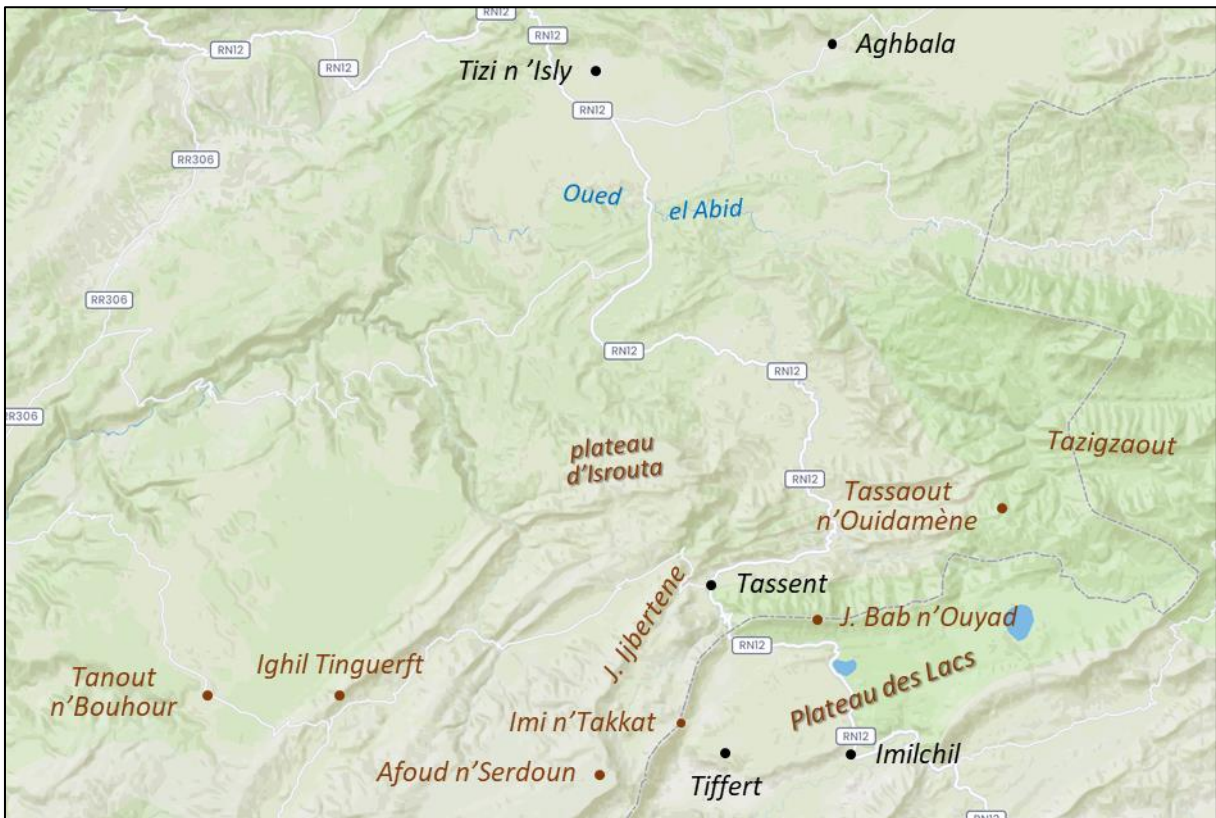 RN12
RN12
RN12
Aghbala
Tizi n ’Isly
RN12
RR306
Oued
el Abid
RR306
RN12
RN12
RR306
plateau
d’Isrouta
Tazigzaout
RN12
Tassaout
n’Ouidamène
Tassent
J. Ijbertene
J. Bab n’Ouyad
RN12
Ighil Tinguerft
Tanout
n’Bouhour
Plateau des Lacs
Imi n’Takkat
RN12
Afoud n’Serdoun
Tiffert
Imilchil
RN12